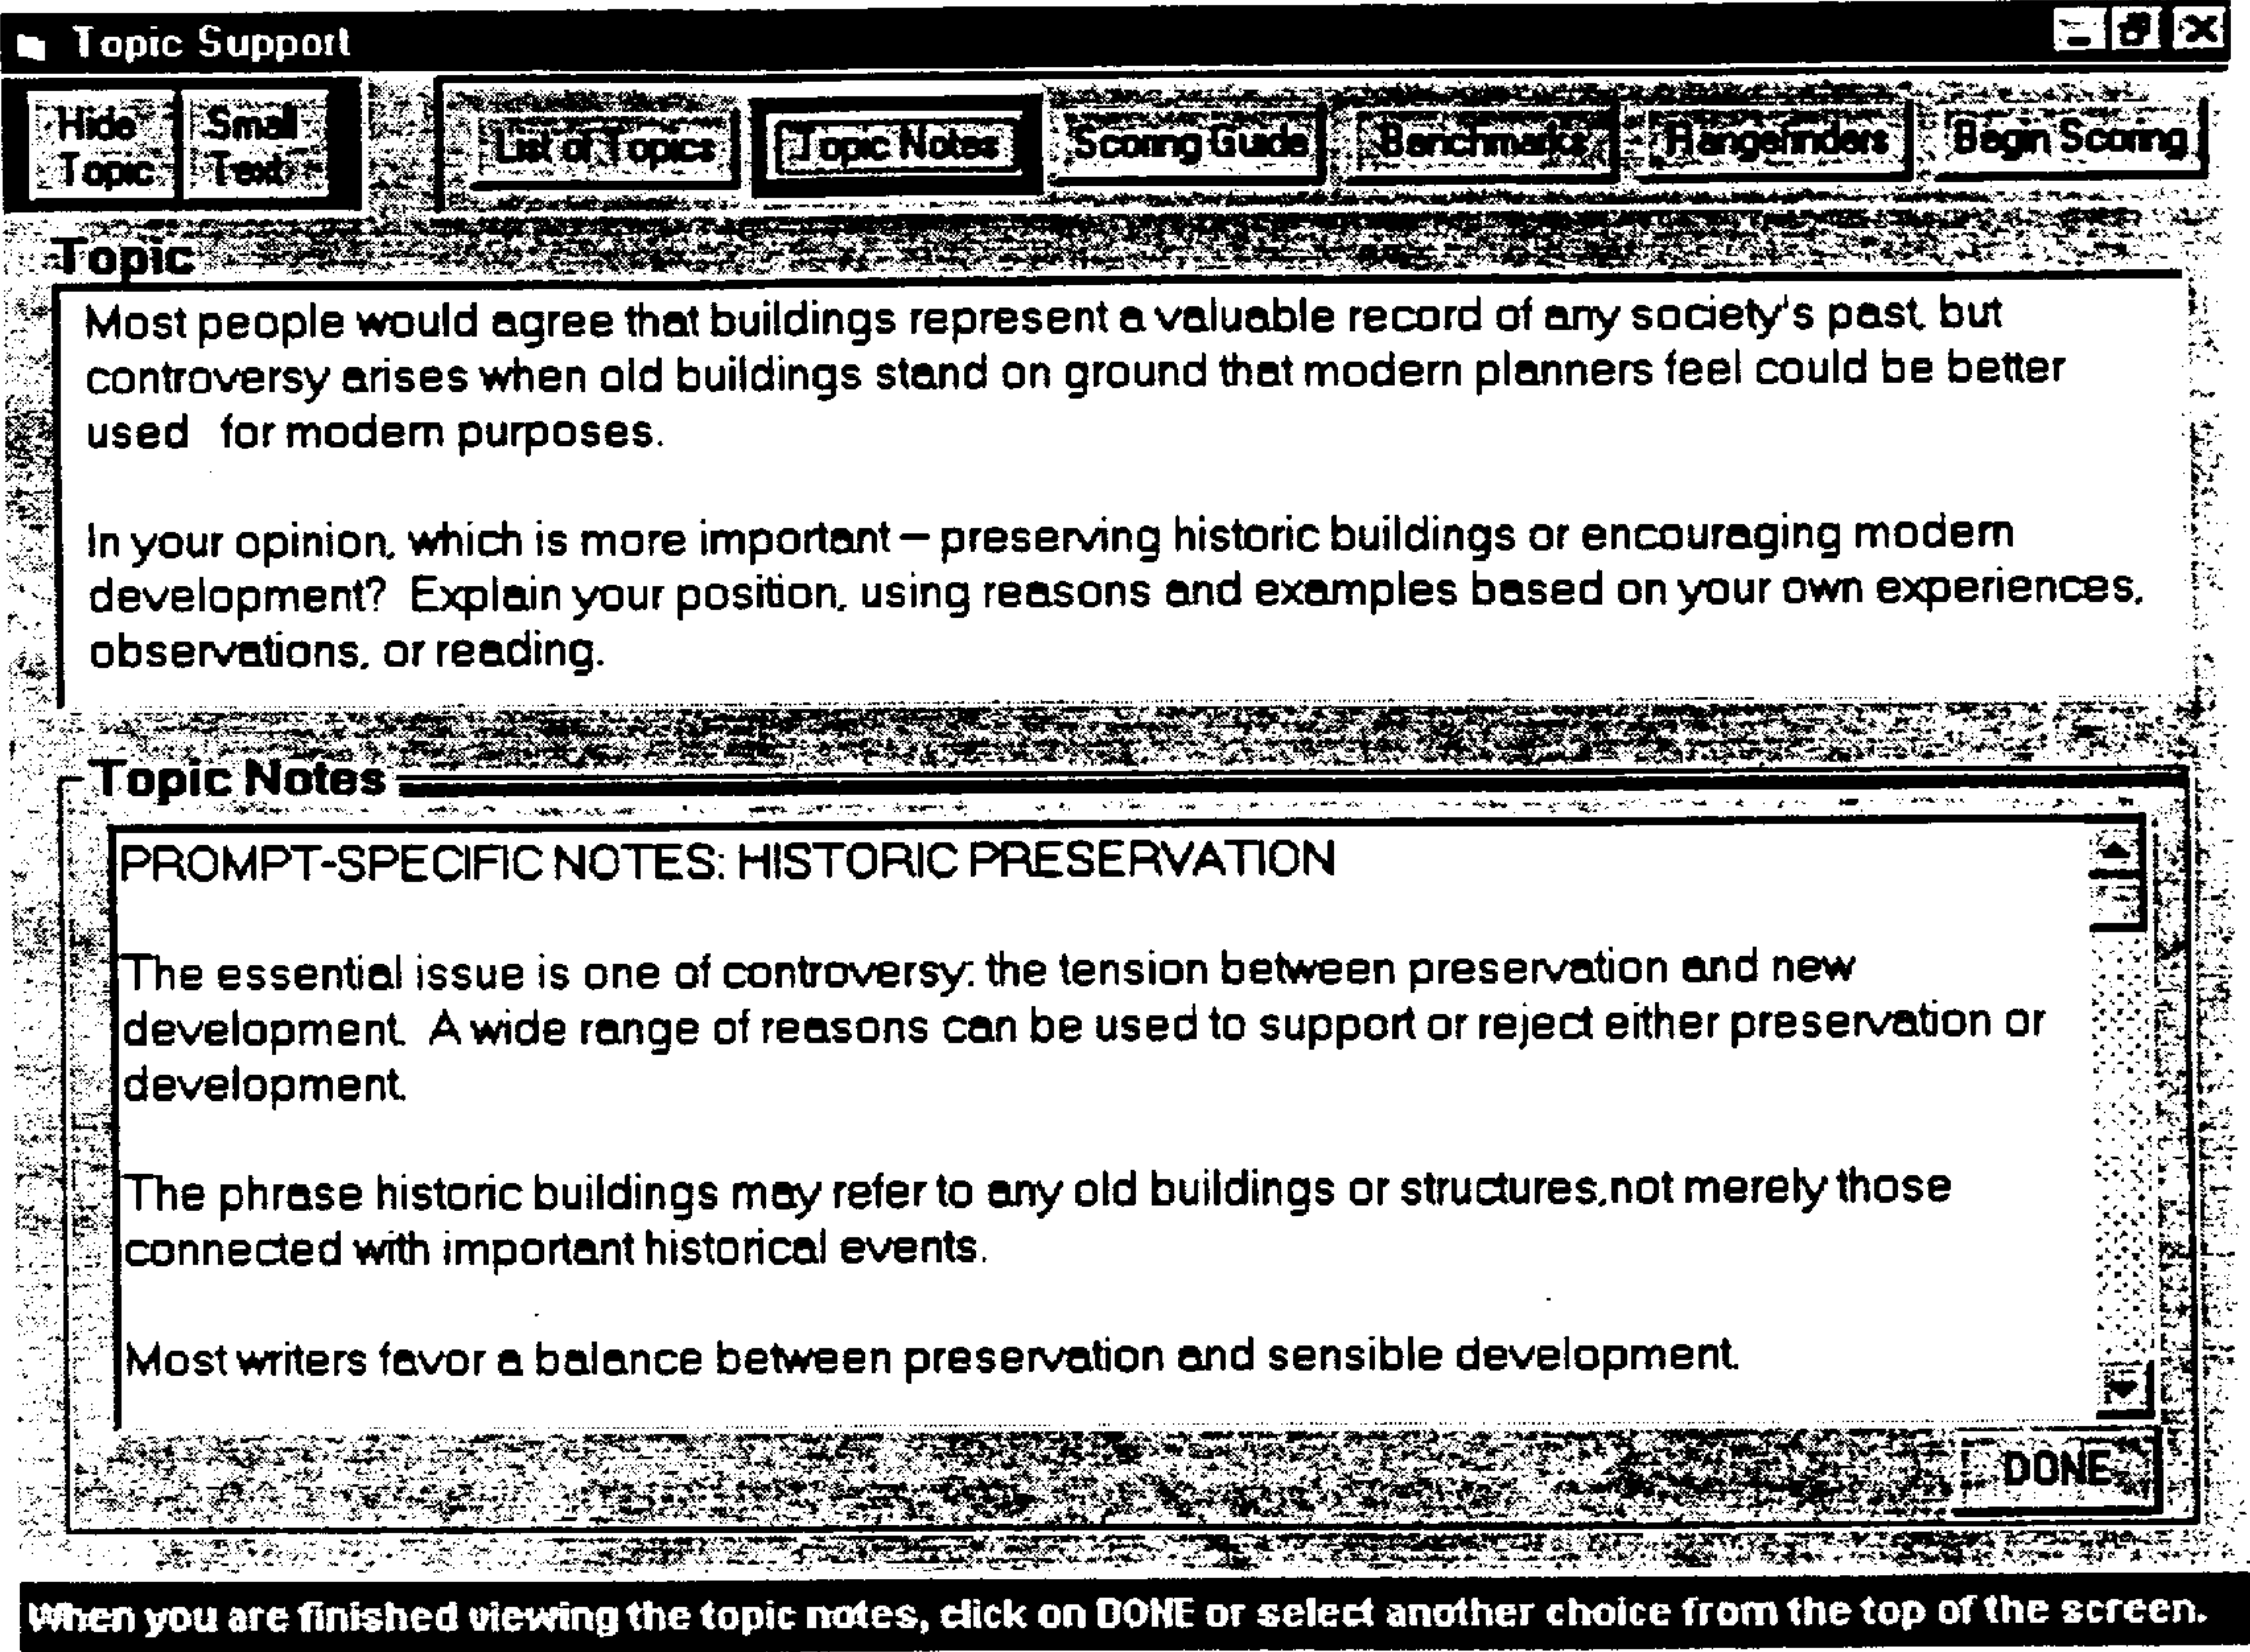 Topic Support
Hide Topic
Small Text
List of Topics
Topic Notes
Scoring Guide
Benchmarks
Rangefinders
Begin Scoring
Topic
Most people would agree that buildings represent a valuable record of any society's past, but
controversy arises when old buildings stand on ground that modern planners feel could be better
used for modern purposes.
In your opinion, which is more important – preserving historic buildings or encouraging modern
development? Explain your position, using reasons and examples based on your own experiences,
observations, or reading.
Topic Notes
PROMPT-SPECIFIC NOTES: HISTORIC PRESERVATION
The essential issue is one of controversy: the tension between preservation and new
development. A wide range of reasons can be used to support or reject either preservation or
development.
The phrase historic buildings may refer to any old buildings or structures,not merely those
connected with important historical events.
Most writers favor a balance between preservation and sensible development.
DONE
When you are finished viewing the topic notes, click on DONE or select another choice from the top of the screen.